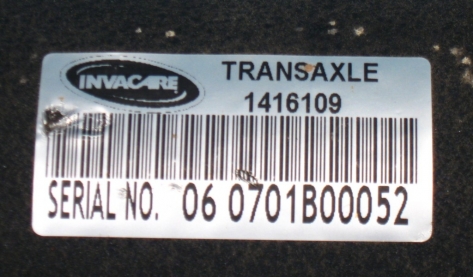 INVACARE
TRANSAXLE
1416109
SERIAL NO. 06 0701B00052